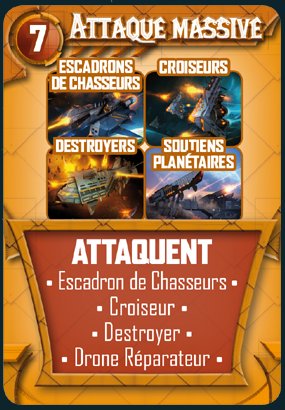 7 ATTAQUE MASSIVE
ESCADRONS
DE CHASSEURS
CROISEURS
DESTROYERS
SOUTIENS
PLANÉTAIRES
ATTAQUENT
• Escadron de Chasseurs •
• Croiseur •
• Destroyer •
• Drone Réparateur •